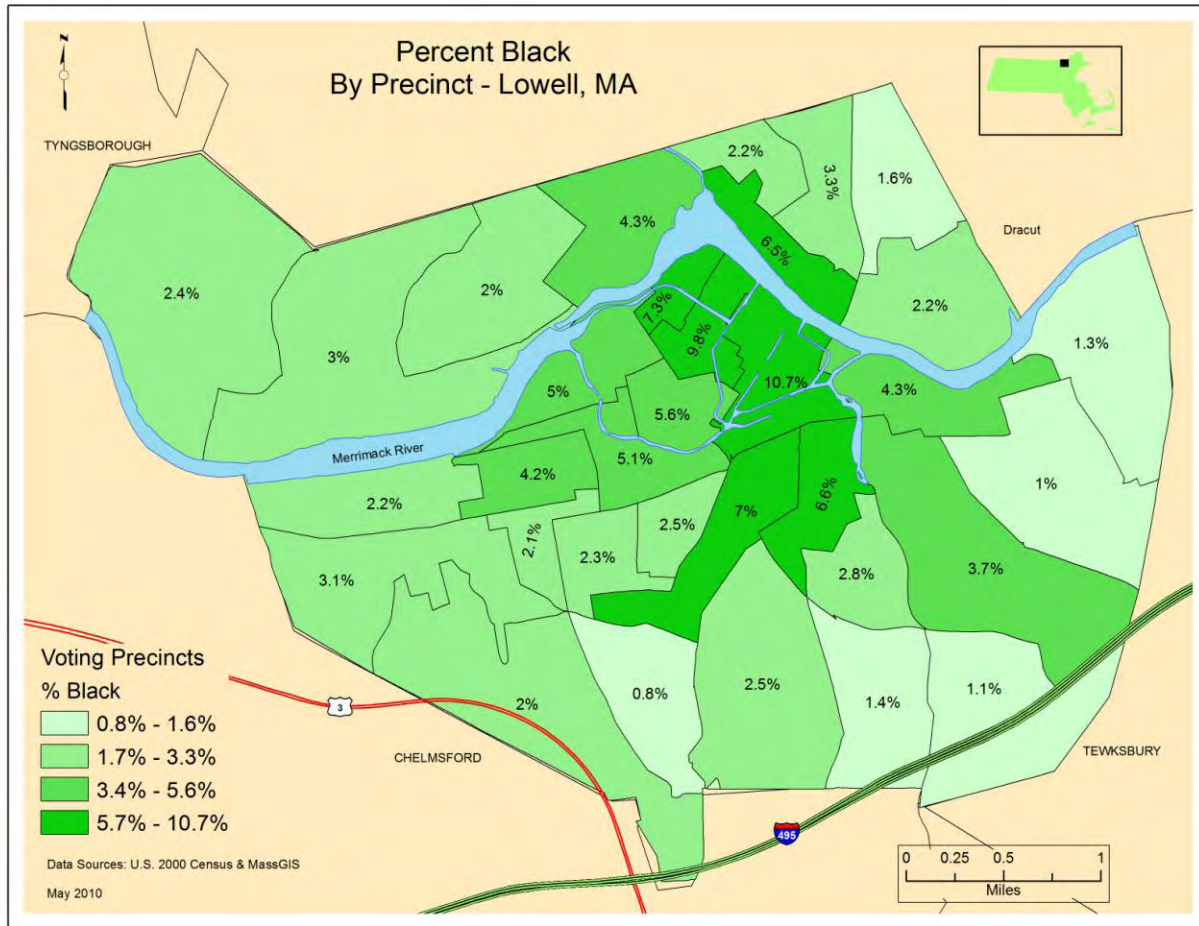 Percent Black
By Precinct - Lowell, MA
z
TYNGSBOROUGH
2.2%
3.3%
1.6%
4.3%
6.5%
Dracut
2.4%
2%
2.2%
3%
7.3%
9.8%
1.3%
5%
10.7%
4.3%
5.6%
Merrimack River
5.1%
4.2%
1%
2.2%
7%
6.6%
2.1%
2.5%
2.3%
3.1%
2.8%
3.7%
Voting Precincts
% Black
0.8% - 1.6%
1.7% - 3.3%
3.4% - 5.6%
5.7% - 10.7%
3
2%
0.8%
2.5%
1.4%
1.1%
CHELMSFORD
TEWKSBURY
495
Data Sources: U.S. 2000 Census & MassGIS
May 2010
0 0.25 0.5 1
Miles